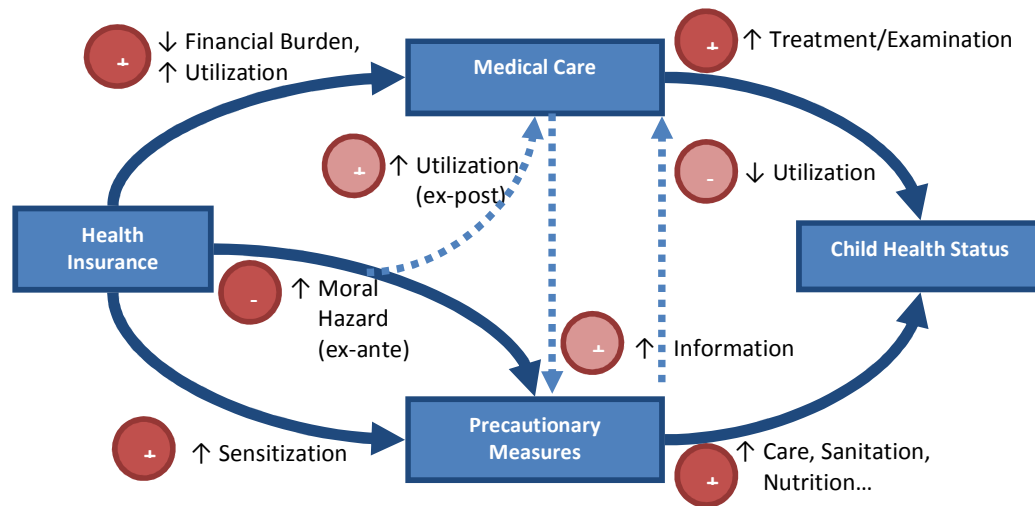 +
↓ Financial Burden,
↑ Utilization
Medical Care
+
↑ Treatment/Examination
+
↑ Utilization
(ex-post)
-
↓ Utilization
Health
Insurance
Child Health Status
-
↑ Moral
Hazard
(ex-ante)
+
↑ Information
+
↑ Sensitization
Precautionary
Measures
+
↑ Care, Sanitation,
Nutrition…